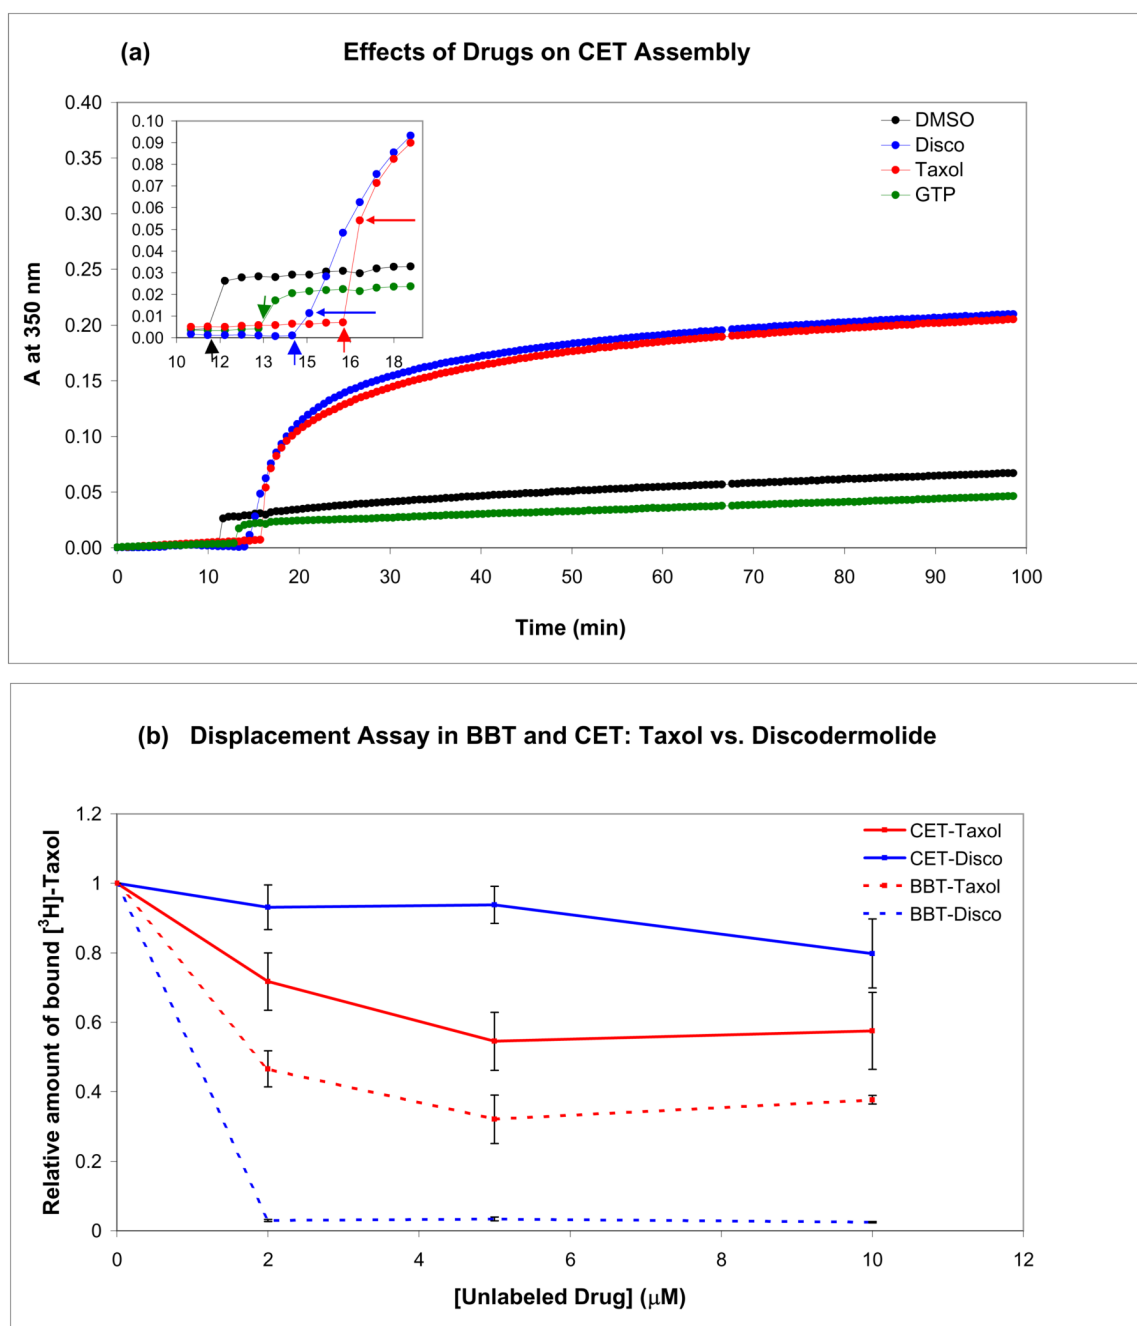 (a) Effects of Drugs on CET Assembly
A at 350 nm
0.40
0.35
0.30
0.25
0.20
0.15
0.10
0.05
0.00
0.10
0.09
0.08
0.07
0.06
0.05
0.04
0.03
0.02
0.01
0.00
10 12 13 15 16 18
DMSO
Disco
Taxol
GTP
0 10 20 30 40 50 60 70 80 90 100
Time (min)
(b) Displacement Assay in BBT and CET: Taxol vs. Discodermolide
Relative amount of bound [³H]-Taxol
1.2
1
0.8
0.6
0.4
0.2
0
CET-Taxol
CET-Disco
BBT-Taxol
BBT-Disco
0 2 4 6 8 10 12
[Unlabeled Drug] (μM)